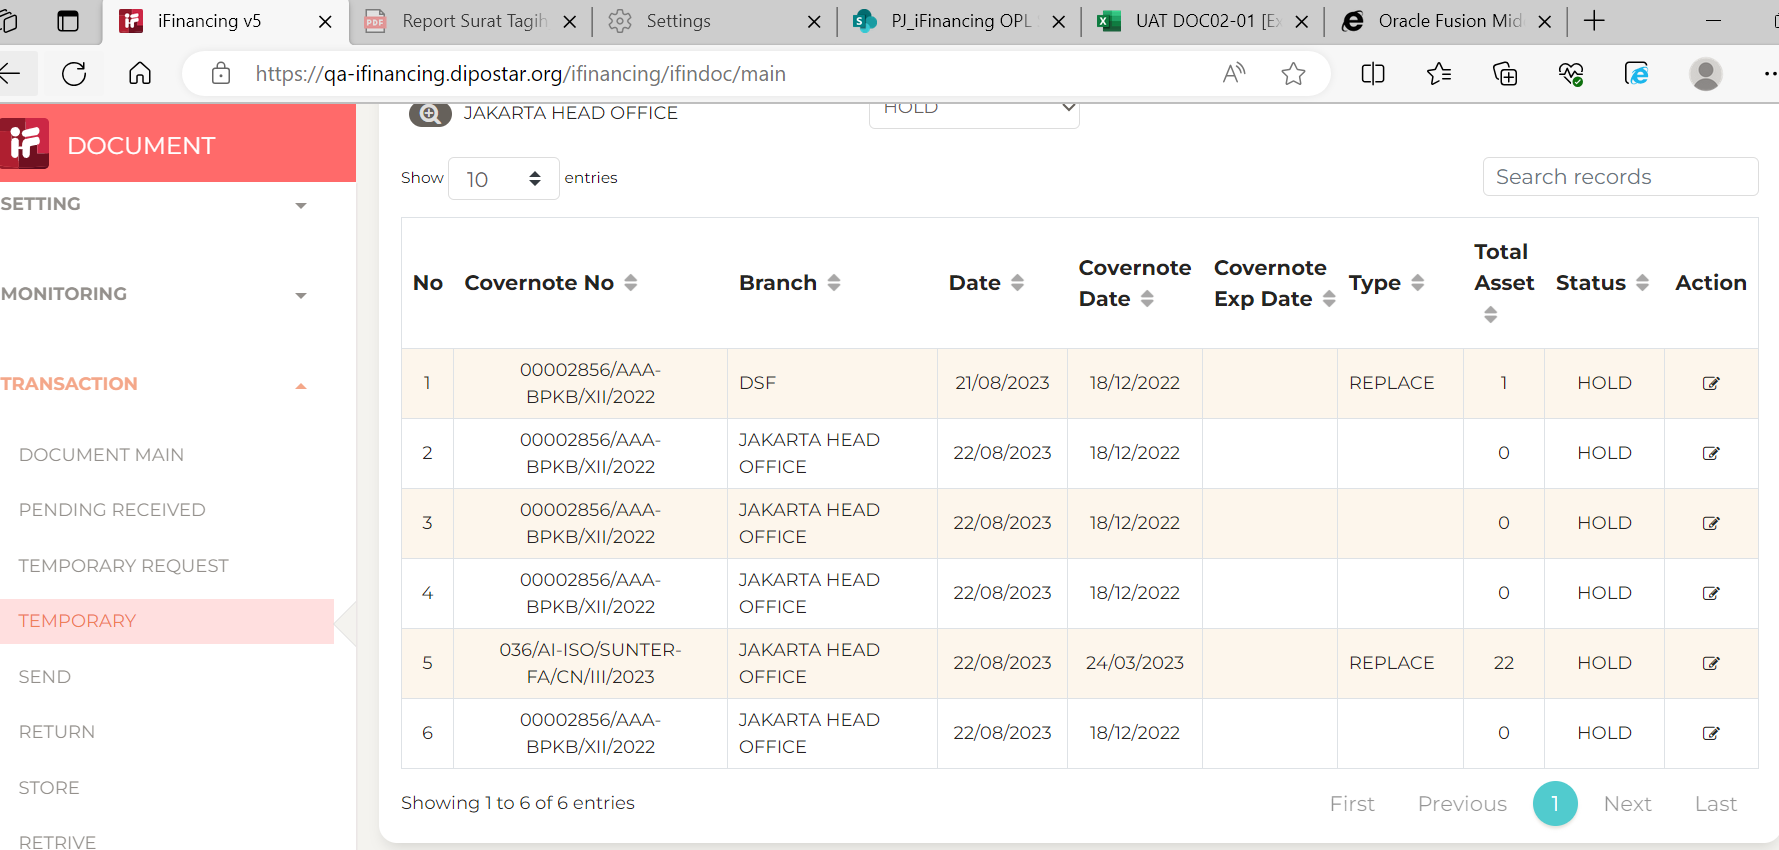 iFinancing v5
Report Surat Tagih
Settings
PJ_iFinancing OPL
UAT DOC02-01 [Ex
Oracle Fusion Mid
https://qa-ifinancing.dipostar.org/ifinancing/ifindoc/main
DOCUMENT
SETTING
MONITORING
TRANSACTION
DOCUMENT MAIN
PENDING RECEIVED
TEMPORARY REQUEST
TEMPORARY
SEND
RETURN
STORE
RETRIVE
JAKARTA HEAD OFFICE
HOLD
Show 10 entries
Search records
No Covernote No Branch Date Covernote Date Covernote Exp Date Type Total Asset Status Action
1 00002856/AAA-BPKB/XII/2022 DSF 21/08/2023 18/12/2022 REPLACE 1 HOLD
2 00002856/AAA-BPKB/XII/2022 JAKARTA HEAD OFFICE 22/08/2023 18/12/2022 0 HOLD
3 00002856/AAA-BPKB/XII/2022 JAKARTA HEAD OFFICE 22/08/2023 18/12/2022 0 HOLD
4 00002856/AAA-BPKB/XII/2022 JAKARTA HEAD OFFICE 22/08/2023 18/12/2022 0 HOLD
5 036/AI-ISO/SUNTER-FA/CN/III/2023 JAKARTA HEAD OFFICE 22/08/2023 24/03/2023 REPLACE 22 HOLD
6 00002856/AAA-BPKB/XII/2022 JAKARTA HEAD OFFICE 22/08/2023 18/12/2022 0 HOLD
Showing 1 to 6 of 6 entries
First Previous 1 Next Last